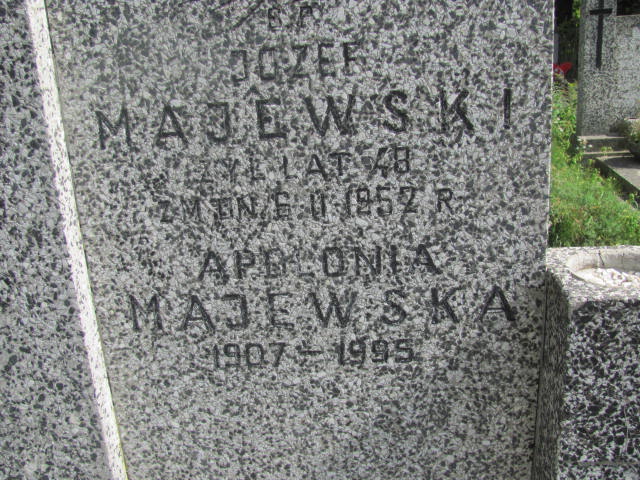 Ś.P.
JÓZEF
MAJEWSKI
ŻYŁ LAT 48
ZM. DN. 6 II 1952 R.
APOLONIA
MAJEWSKA
1907 – 1995